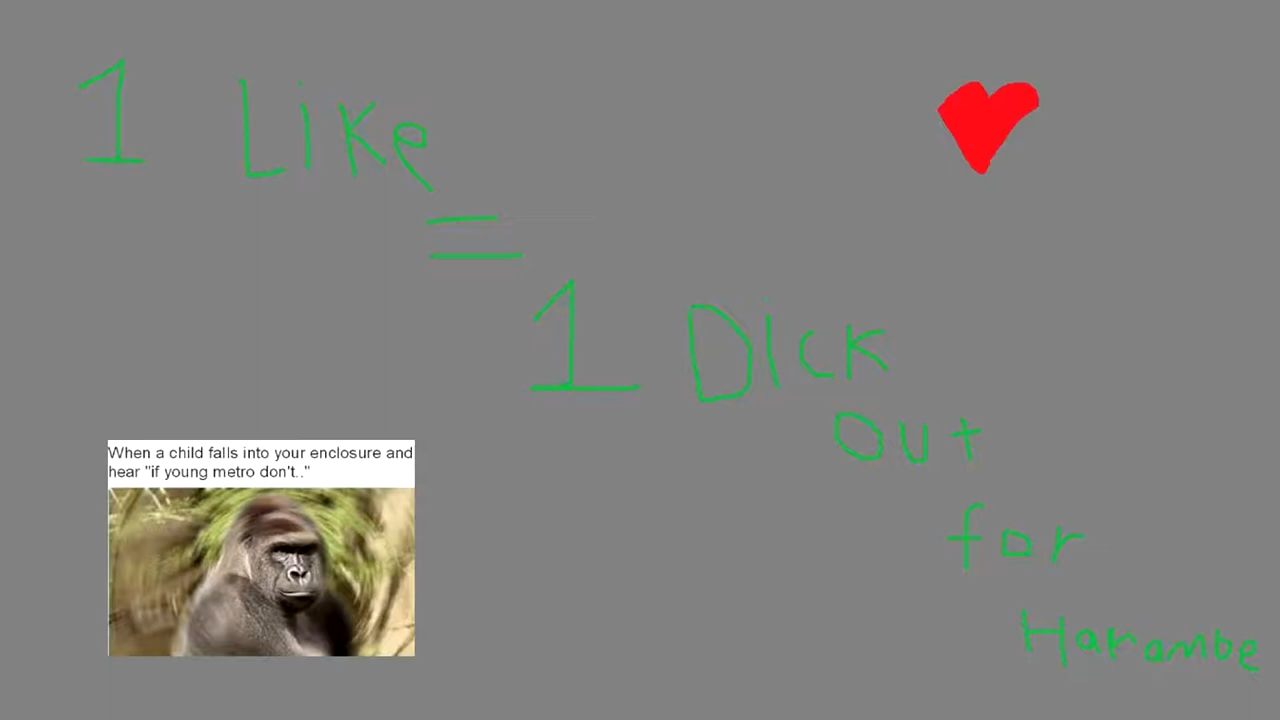 1 Like
=
1 Dick
out
for
Harambe
When a child falls into your enclosure and
hear "if young metro don't.."